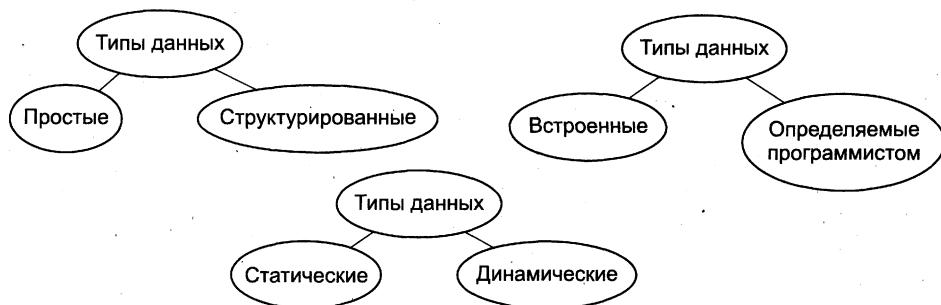 Типы данных
Простые
Структурированные
Типы данных
Встроенные
Определяемые
программистом
Типы данных
Статические
Динамические